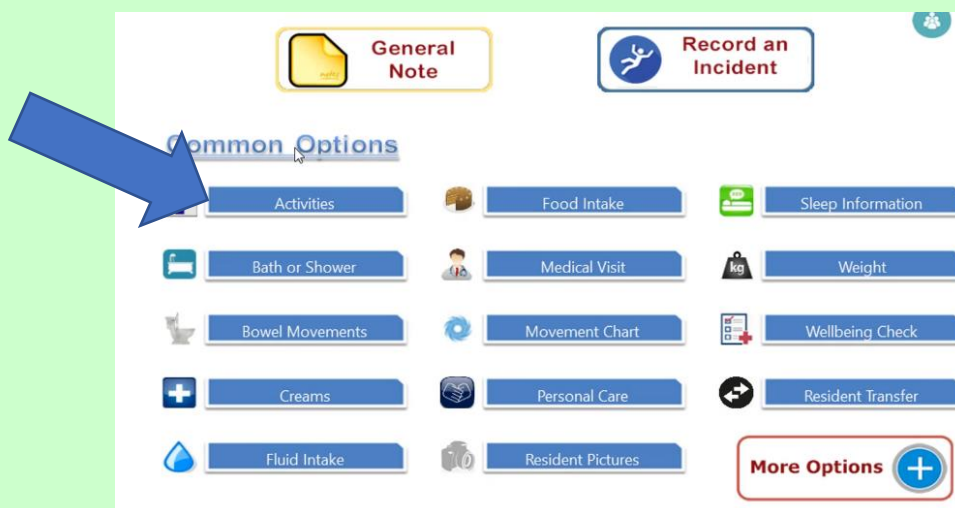 General
Note
Record an
Incident
Common Options
Activities
Food Intake
Sleep Information
Bath or Shower
Medical Visit
kg
Weight
Bowel Movements
Movement Chart
Wellbeing Check
Creams
Personal Care
Resident Transfer
Fluid Intake
Resident Pictures
More Options